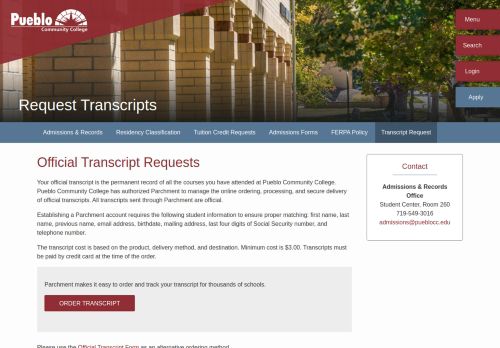 Pueblo
Community College
Menu
Search
Login
Apply
Request Transcripts
Admissions & Records Residency Classification Tuition Credit Requests Admissions Forms FERPA Policy Transcript Request
Official Transcript Requests
Your official transcript is the permanent record of all the courses you have attended at Pueblo Community College.
Pueblo Community College has authorized Parchment to manage the online ordering, processing, and secure delivery
of official transcripts. All transcripts sent through Parchment are official.
Establishing a Parchment account requires the following student information to ensure proper matching: first name, last
name, previous name, email address, birthdate, mailing address, last four digits of Social Security number, and
telephone number.
The transcript cost is based on the product, delivery method, and destination. Minimum cost is $3.00. Transcripts must
be paid by credit card at the time of the order.
Parchment makes it easy to order and track your transcript for thousands of schools.
ORDER TRANSCRIPT
Please use the Official Transcript Form as an alternative ordering method.
Contact
Admissions & Records
Office
Student Center, Room 260
719-549-3016
admissions@pueblocc.edu